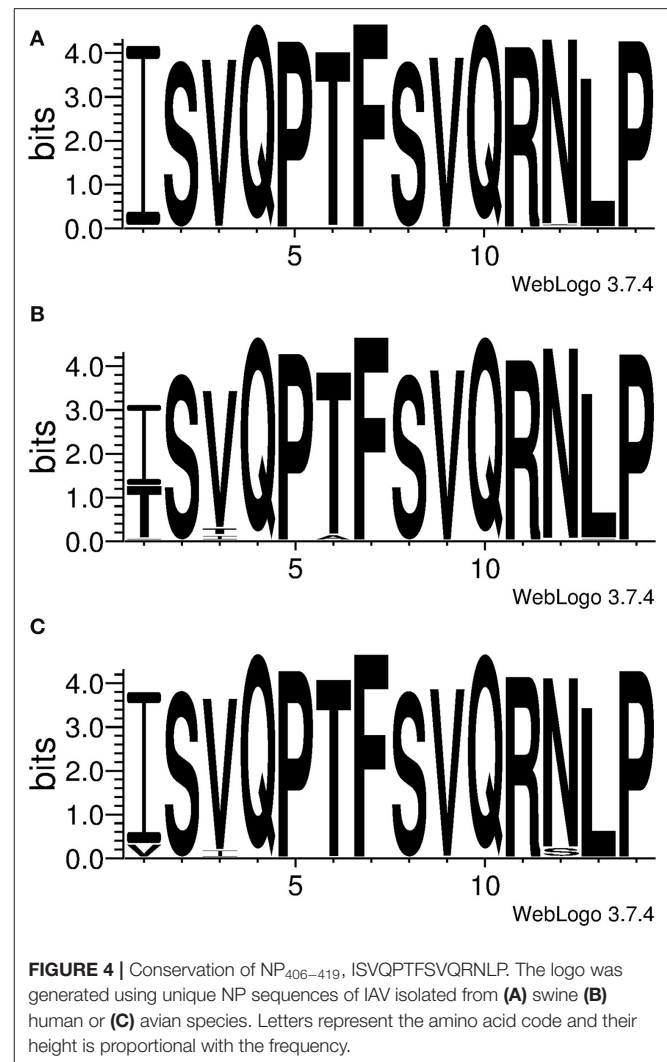 A
4.0
3.0
2.0
1.0
0.0
bits
ISVQPTFSVQRNLP
5 10
WebLogo 3.7.4
B
4.0
3.0
2.0
1.0
0.0
bits
ISVQPTFSVQRNLP
T I A
5 10
WebLogo 3.7.4
C
4.0
3.0
2.0
1.0
0.0
bits
ISVQPTFSVQRNLP
V I S
5 10
WebLogo 3.7.4
FIGURE 4 | Conservation of NP406–419, ISVQPTFSVQRNLP. The logo was
generated using unique NP sequences of IAV isolated from (A) swine (B)
human or (C) avian species. Letters represent the amino acid code and their
height is proportional with the frequency.